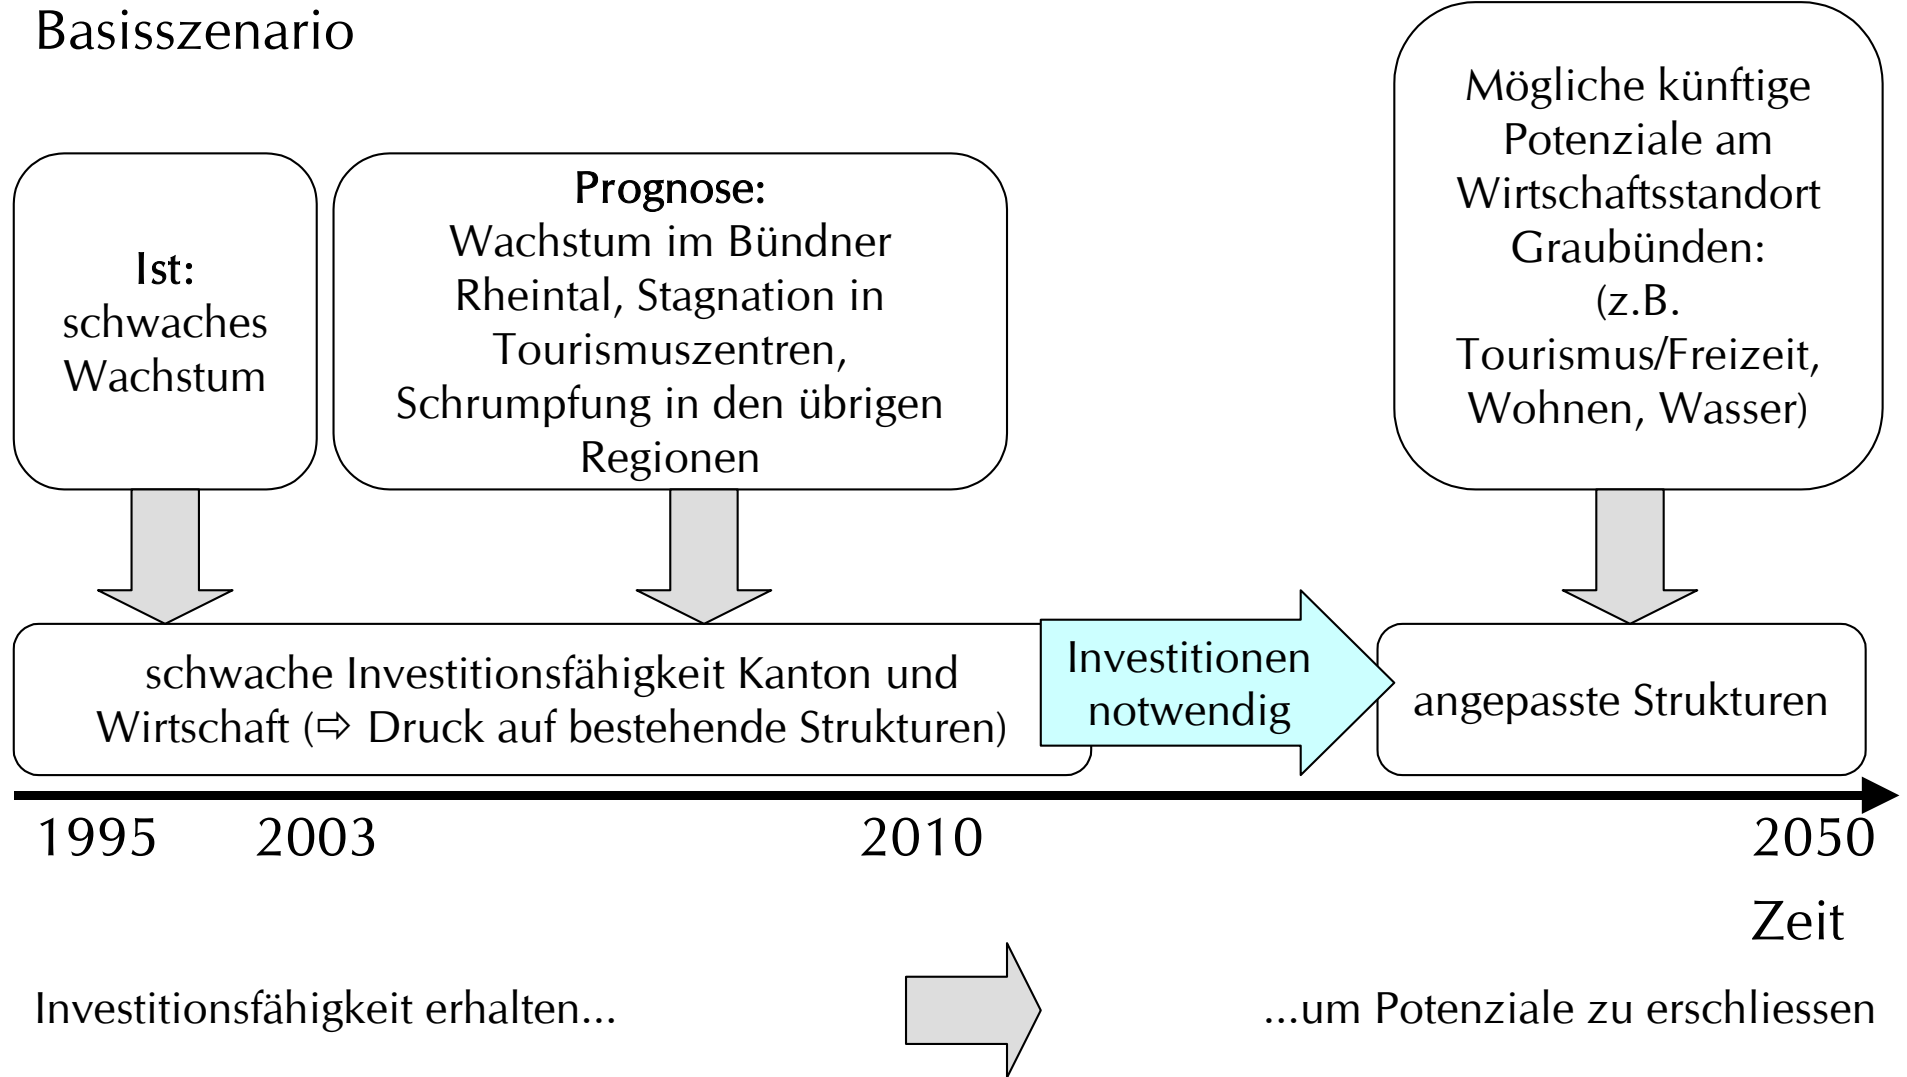 Basisszenario
Ist:
schwaches
Wachstum
Prognose:
Wachstum im Bündner
Rheintal, Stagnation in
Tourismuszentren,
Schrumpfung in den übrigen
Regionen
Mögliche künftige
Potenziale am
Wirtschaftsstandort
Graubünden:
(z.B.
Tourismus/Freizeit,
Wohnen, Wasser)
schwache Investitionsfähigkeit Kanton und
Wirtschaft (⇨ Druck auf bestehende Strukturen)
Investitionen
notwendig
angepasste Strukturen
1995 2003 2010 2050
Zeit
Investitionsfähigkeit erhalten... ...um Potenziale zu erschliessen